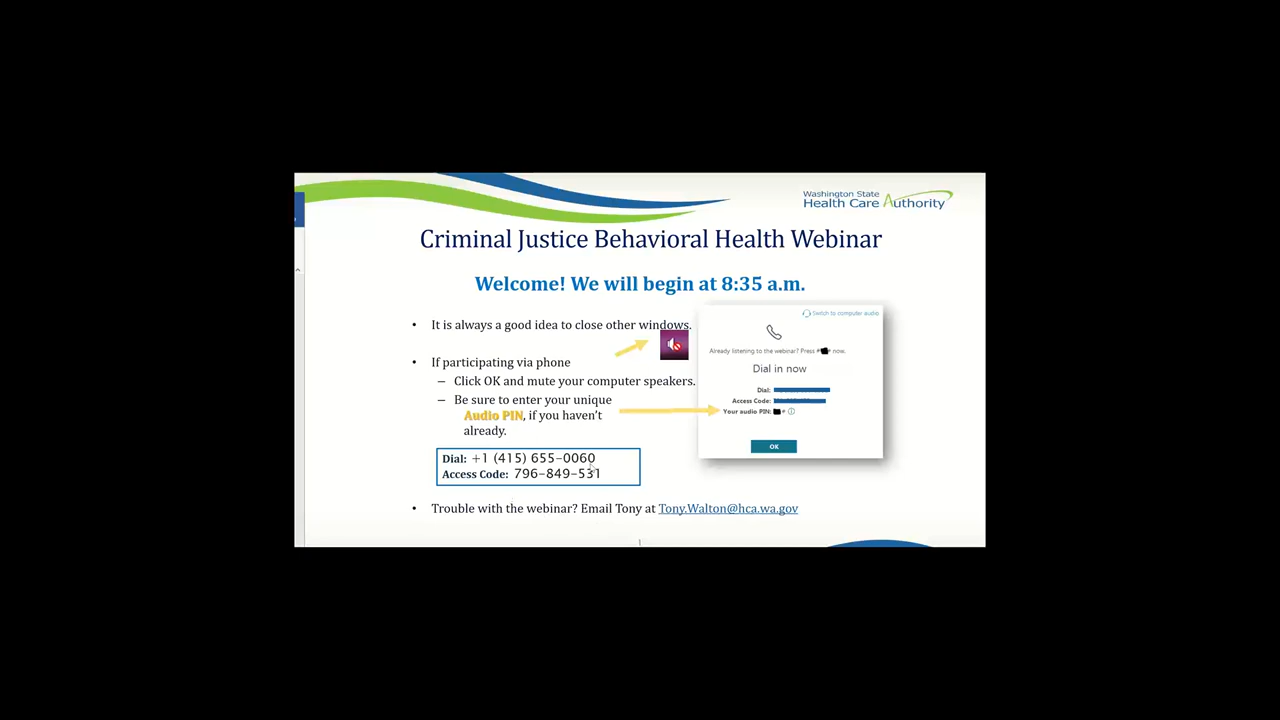 Washington State
Health Care Authority
Criminal Justice Behavioral Health Webinar
Welcome! We will begin at 8:35 a.m.
• It is always a good idea to close other windows.
• If participating via phone
– Click OK and mute your computer speakers.
– Be sure to enter your unique
Audio PIN, if you haven't
already.
Dial: +1 (415) 655-0060
Access Code: 796-849-531
• Trouble with the webinar? Email Tony at Tony.Walton@hca.wa.gov
Switch to computer audio
Already listening to the webinar? Press # # now.
Dial in now
Dial:
Access Code:
Your audio PIN: #
OK
1